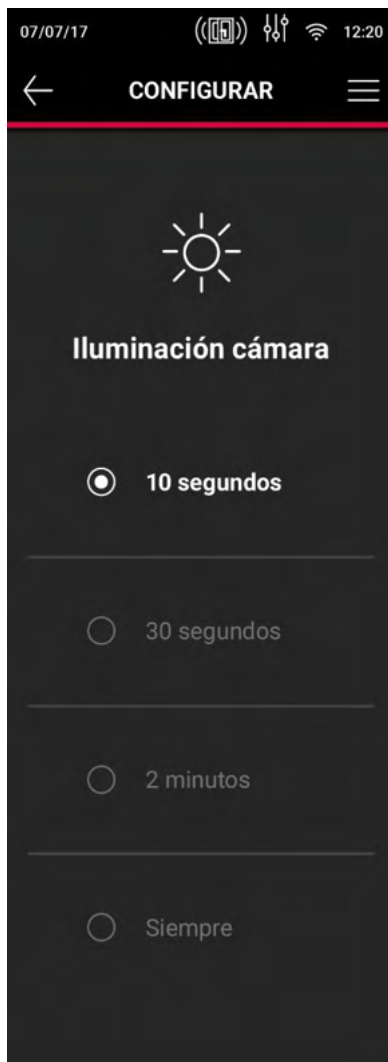 07/07/17 12:20
CONFIGURAR
Iluminación cámara
10 segundos
30 segundos
2 minutos
Siempre